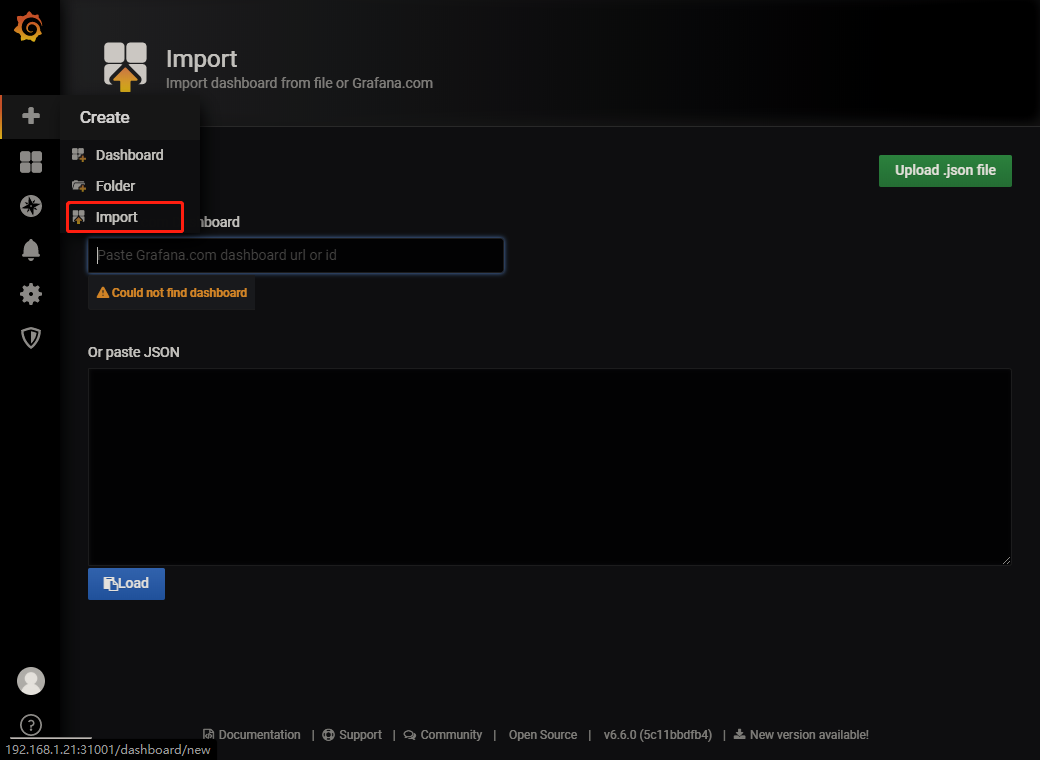 Import
Import dashboard from file or Grafana.com
Create
Dashboard
Folder
Import
Upload .json file
board
Paste Grafana.com dashboard url or id
Could not find dashboard
Or paste JSON
Load
Documentation | Support | Community | Open Source | v6.6.0 (5c11bbdfb4) | New version available!
192.168.1.21:31001/dashboard/new